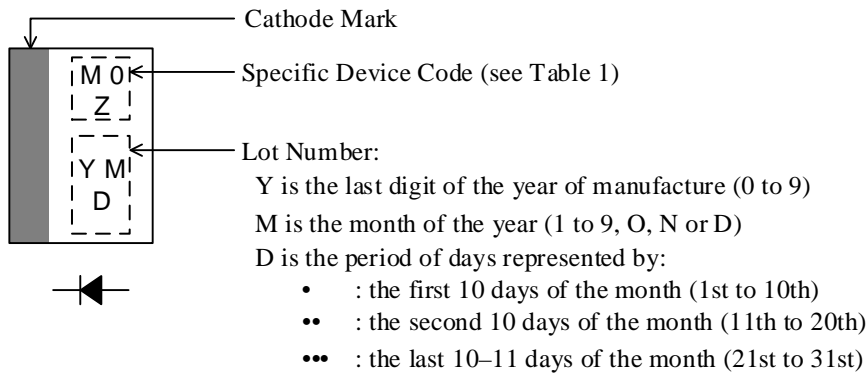 Cathode Mark
M 0
Z
Specific Device Code (see Table 1)
Y M
D
Lot Number:
Y is the last digit of the year of manufacture (0 to 9)
M is the month of the year (1 to 9, O, N or D)
D is the period of days represented by:
• : the first 10 days of the month (1st to 10th)
•• : the second 10 days of the month (11th to 20th)
••• : the last 10–11 days of the month (21st to 31st)